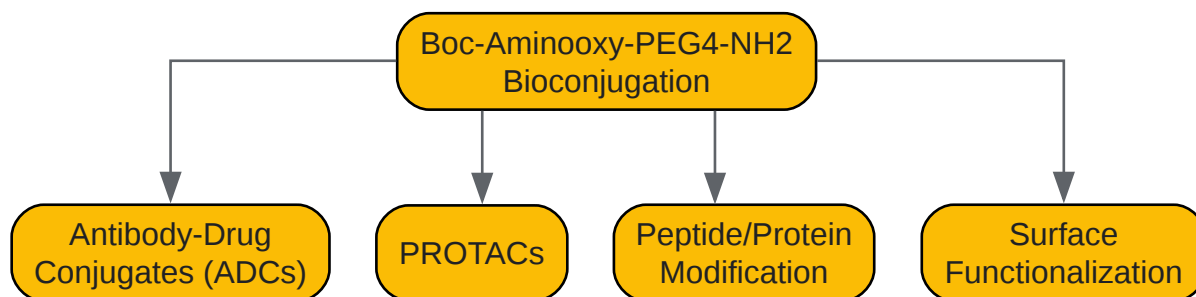 Boc-Aminooxy-PEG4-NH2
Bioconjugation
Antibody-Drug
Conjugates (ADCs)
PROTACs
Peptide/Protein
Modification
Surface
Functionalization